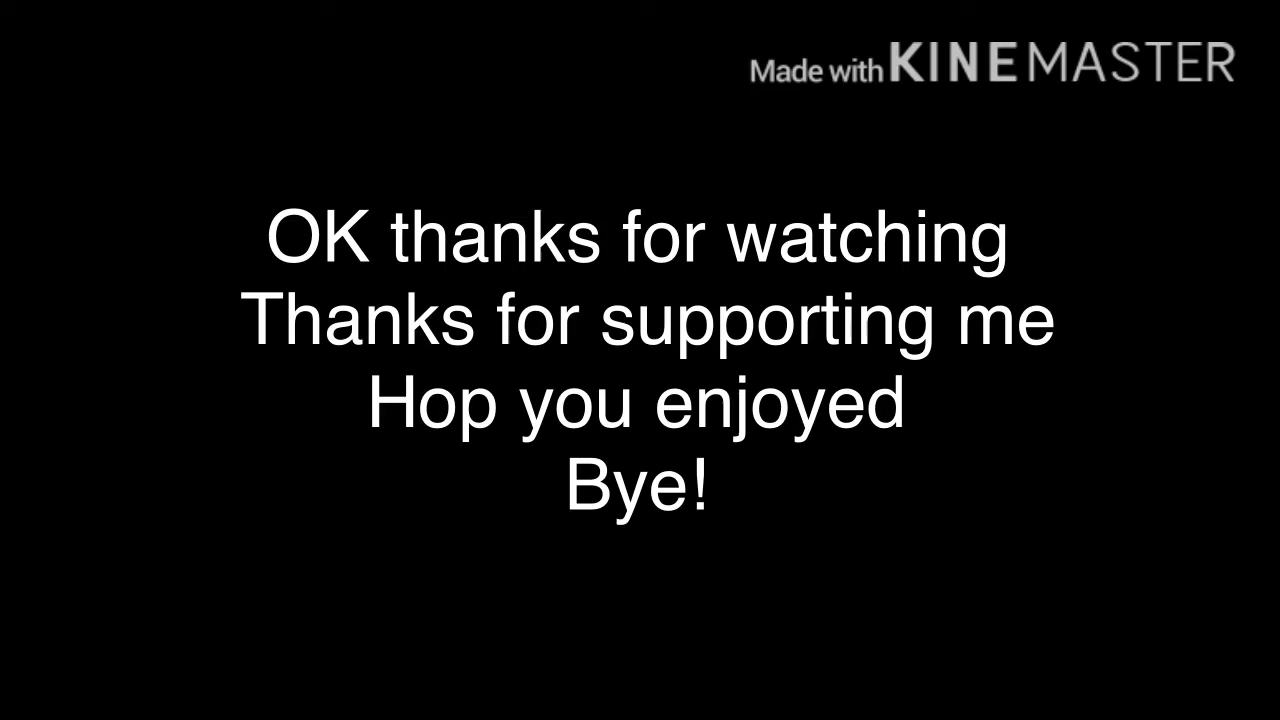 Made with KINEMASTER
OK thanks for watching
Thanks for supporting me
Hop you enjoyed
Bye!